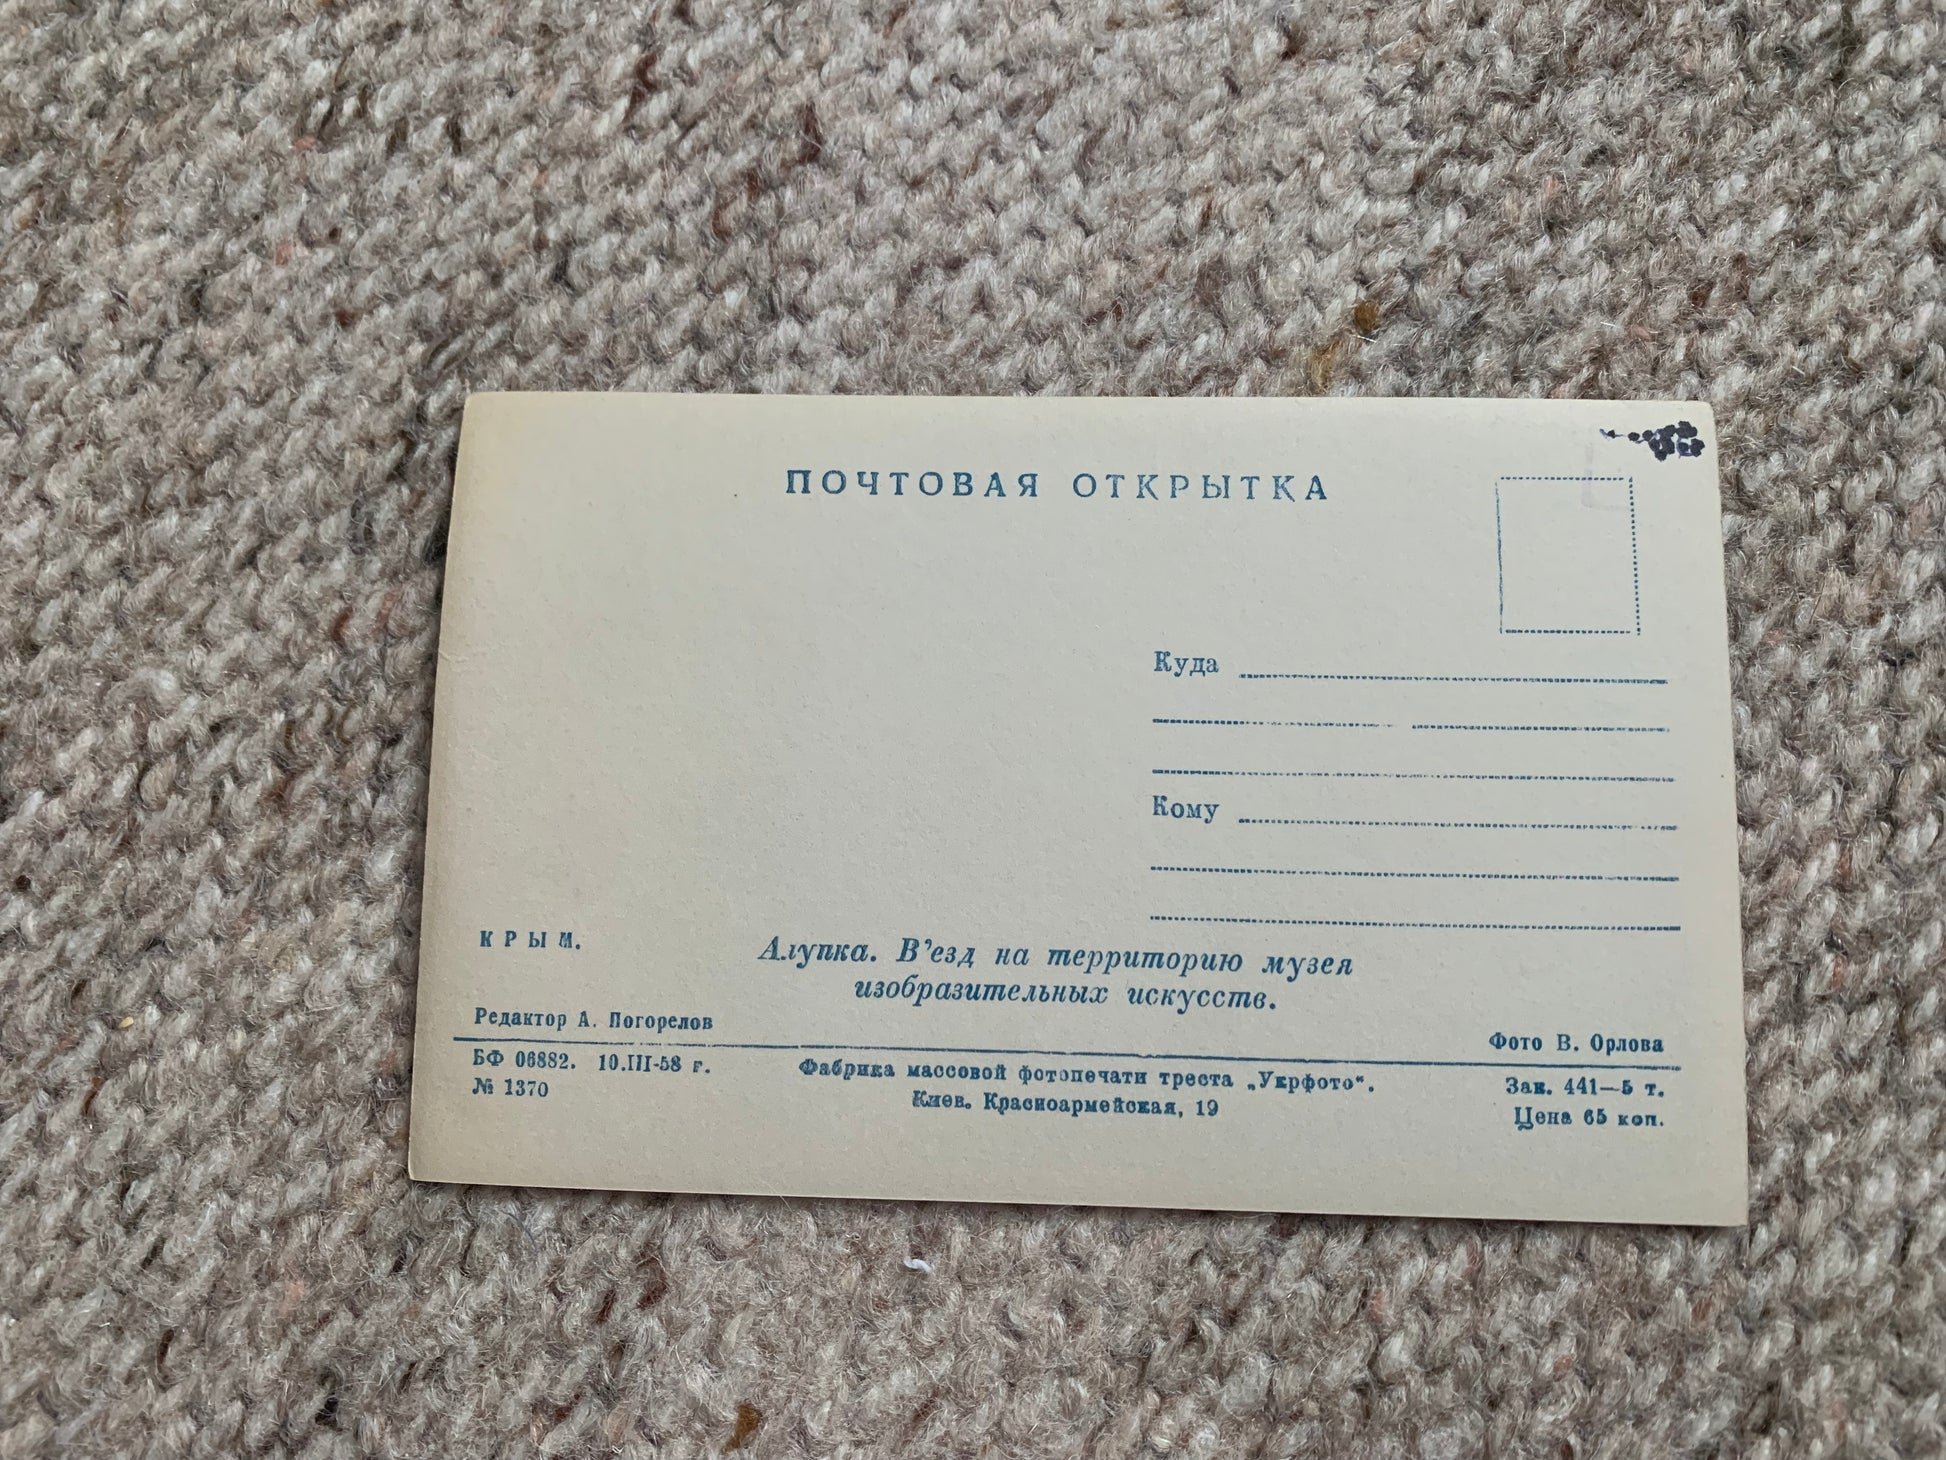 ПОЧТОВАЯ ОТКРЫТКА
Куда
Кому
КРЫМ.
Алупка. В’езд на территорию музея
изобразительных искусств.
Редактор А. Погорелов
Фото В. Орлова
БФ 06882. 10.III-58 г.
№ 1370
Фабрика массовой фотопечати треста „Укрфото“.
Киев. Красноармейская, 19
Зак. 441—5 т.
Цена 65 коп.